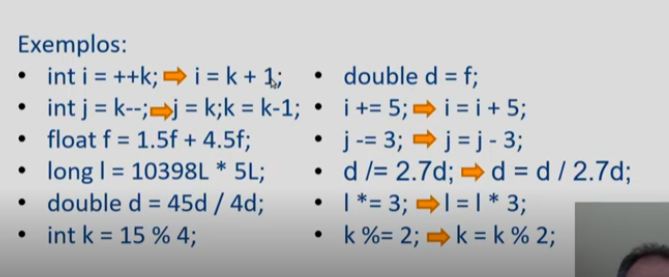 Exemplos:
• int i = ++k; ➡ i = k + 1;
• int j = k--; ➡ j = k;k = k-1;
• float f = 1.5f + 4.5f;
• long l = 10398L * 5L;
• double d = 45d / 4d;
• int k = 15 % 4;
• double d = f;
• i += 5; ➡ i = i + 5;
• j -= 3; ➡ j = j - 3;
• d /= 2.7d; ➡ d = d / 2.7d;
• l *= 3; ➡ l = l * 3;
• k %= 2; ➡ k = k % 2;